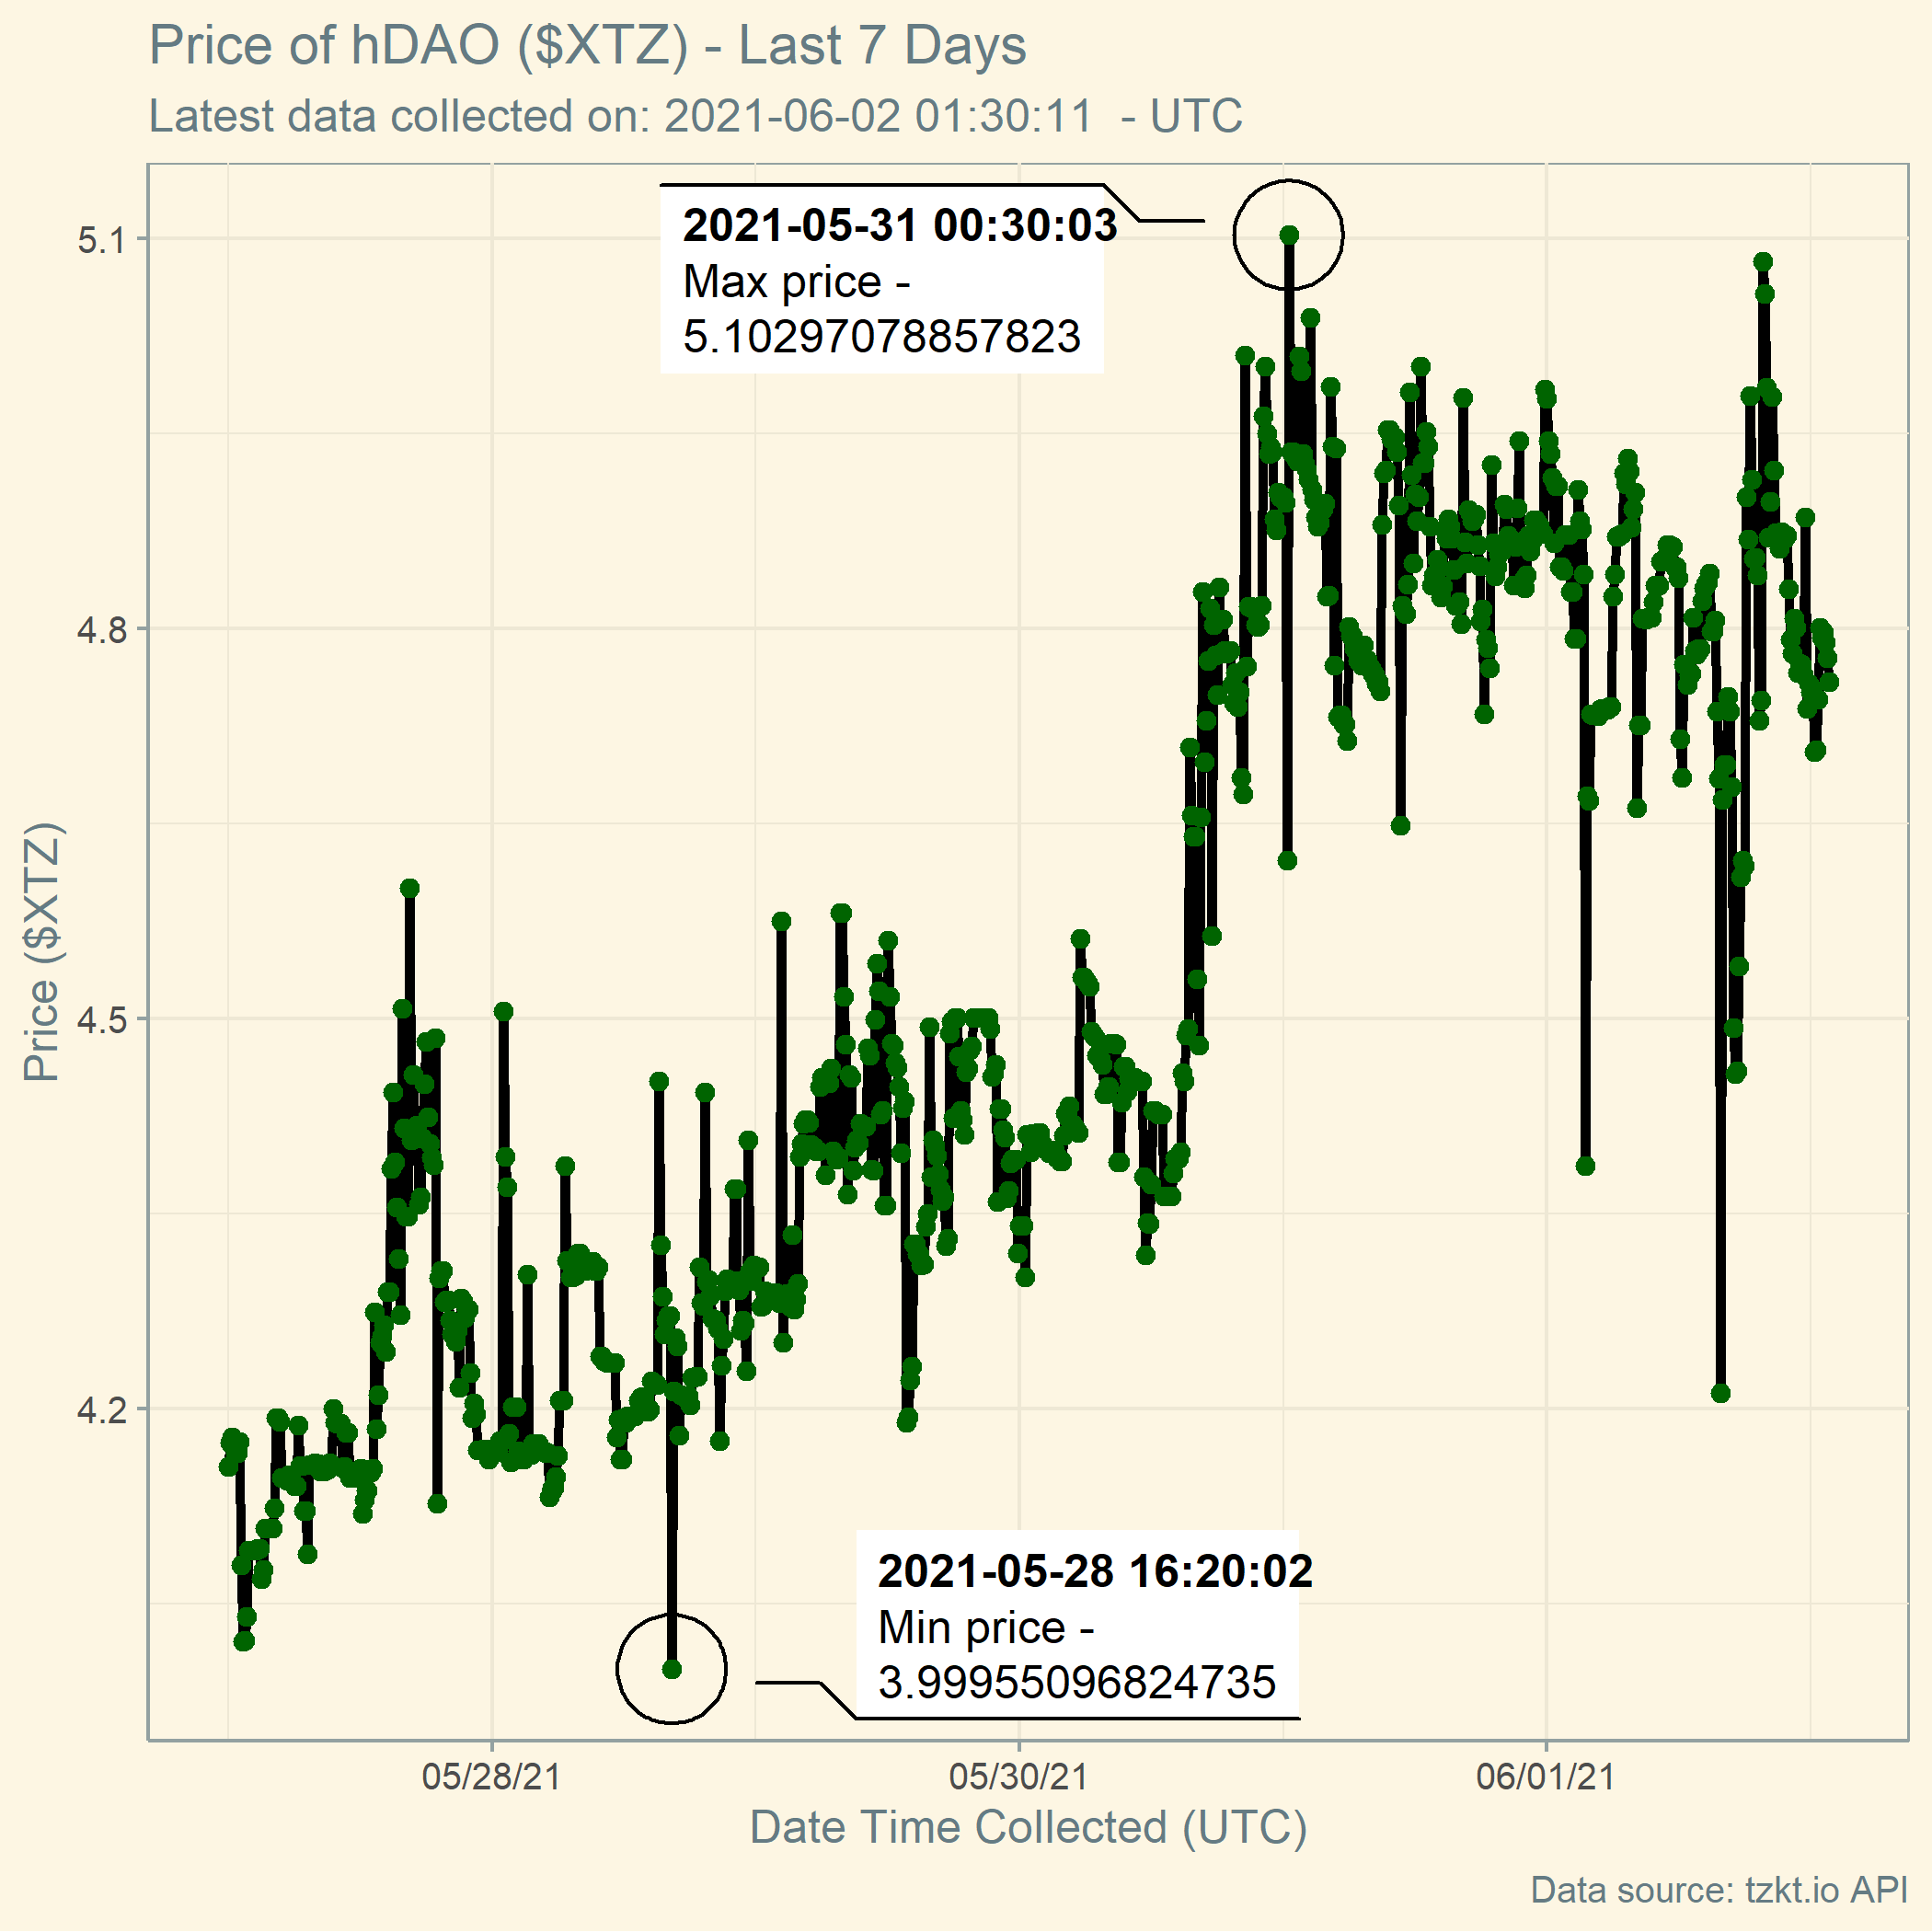 Price of hDAO ($XTZ) - Last 7 Days
Latest data collected on: 2021-06-02 01:30:11  - UTC
2021-05-31 00:30:03
Max price -
5.10297078857823
5.1
4.8
4.5
4.2
Price ($XTZ)
2021-05-28 16:20:02
Min price -
3.99955096824735
05/28/21
05/30/21
06/01/21
Date Time Collected (UTC)
Data source: tzkt.io API